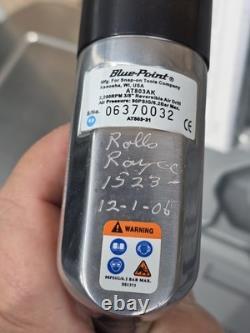 Blue-Point®
Mfg. For Snap-on Tools Company
Kenosha, WI, USA
AT803AK
2,200RPM 3/8" Reversible Air Drill
Air Pressure: 90PSIG/6.2Bar Max.
S/No. 06370032
CE
AT803-31
Rolls
Royce
1523-
12-1-06
WARNING
90PSIG/6.2 BAR MAX.
ebay